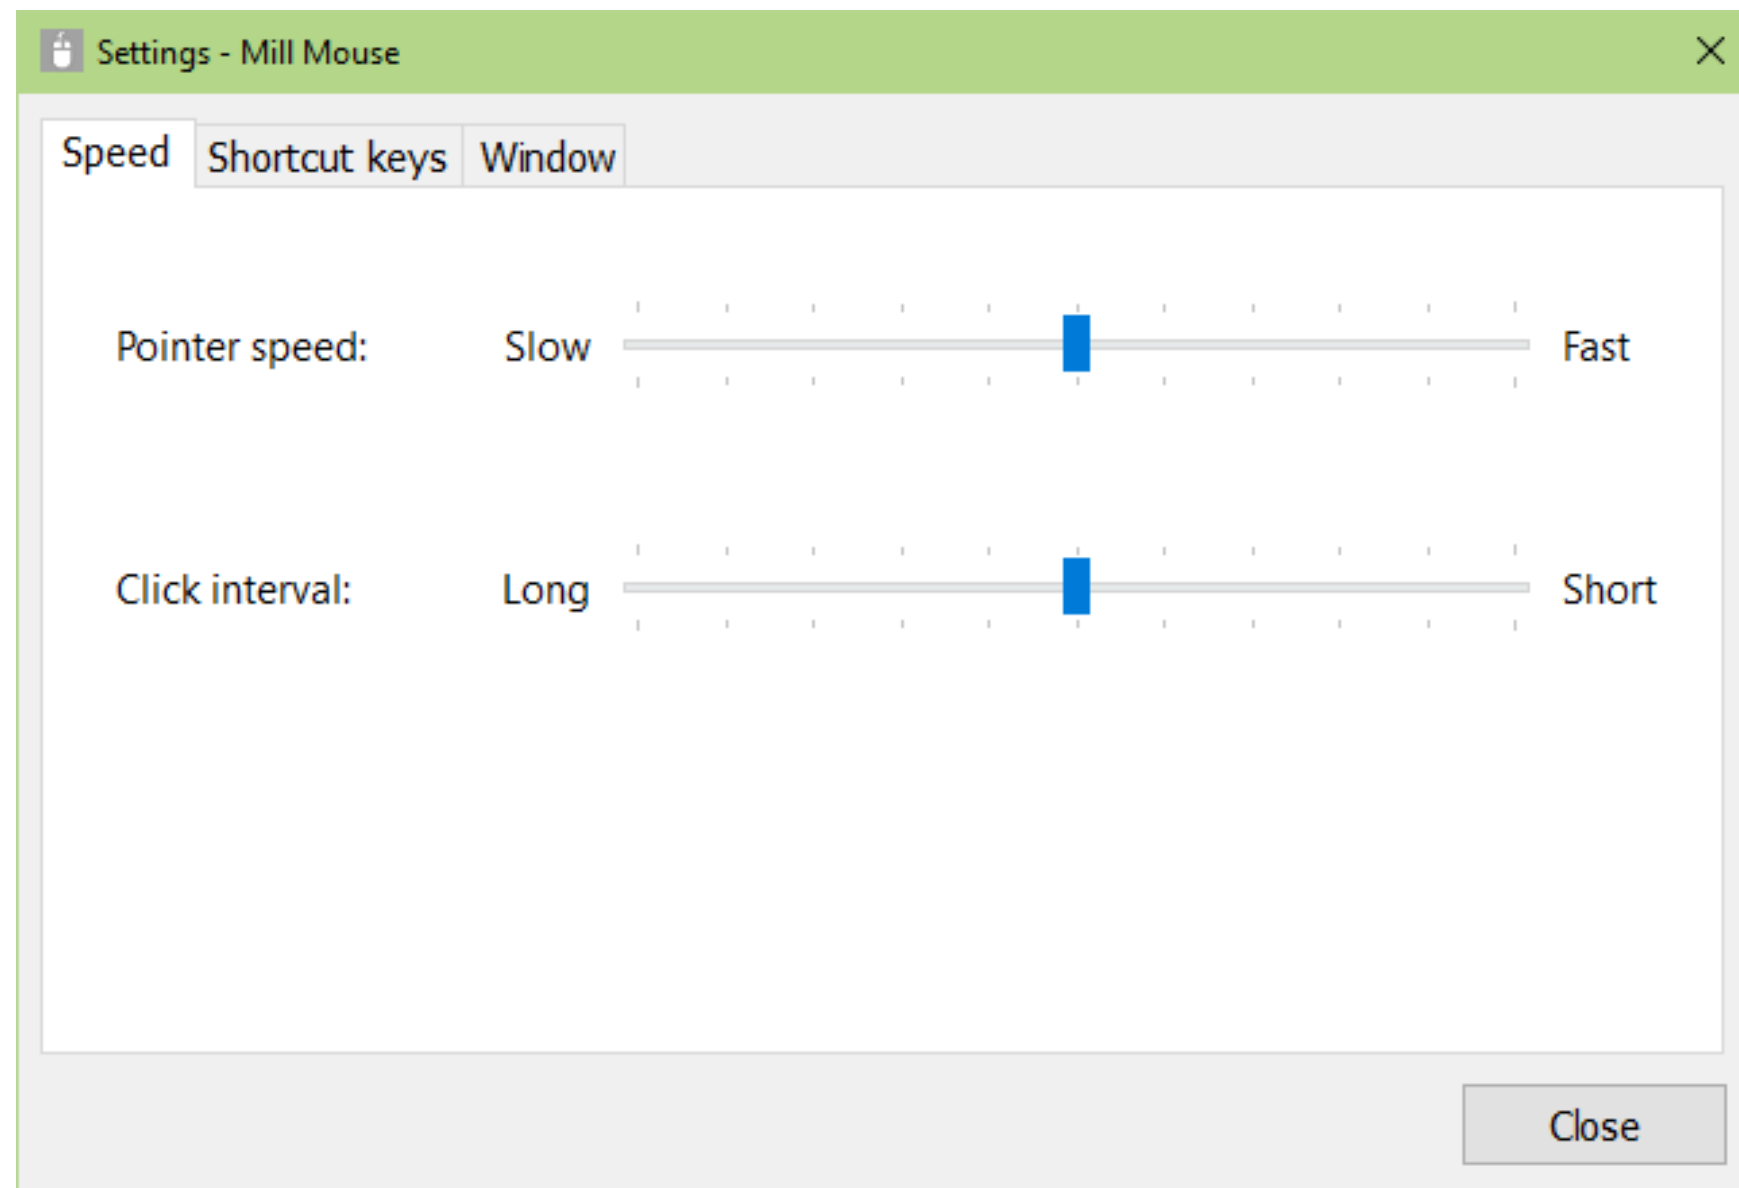 Settings - Mill Mouse
Speed Shortcut keys Window
Pointer speed: Slow Fast
Click interval: Long Short
Close